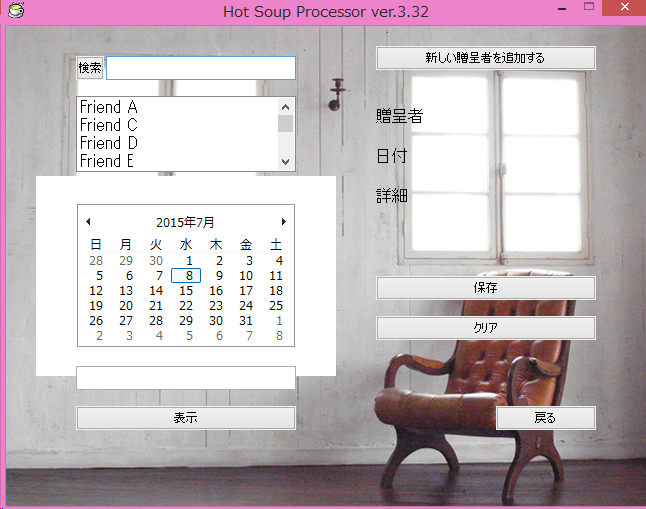 Hot Soup Processor ver.3.32
検索
Friend A
Friend C
Friend D
Friend E
2015年7月
日 月 火 水 木 金 土
28 29 30 1 2 3 4
5 6 7 8 9 10 11
12 13 14 15 16 17 18
19 20 21 22 23 24 25
26 27 28 29 30 31 1
2 3 4 5 6 7 8
表示
新しい贈呈者を追加する
贈呈者
日付
詳細
保存
クリア
戻る